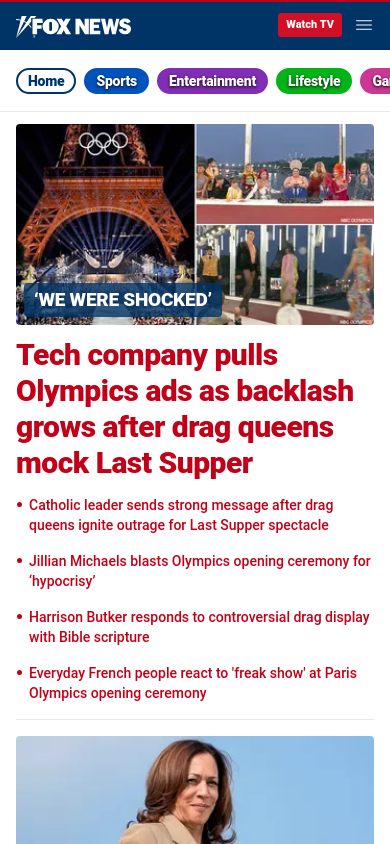 FOX NEWS
Watch TV
Home
Sports
Entertainment
Lifestyle
Ga
NBC OLYMPICS
NBC OLYMPICS
‘WE WERE SHOCKED’
Tech company pulls
Olympics ads as backlash
grows after drag queens
mock Last Supper
• Catholic leader sends strong message after drag
queens ignite outrage for Last Supper spectacle
• Jillian Michaels blasts Olympics opening ceremony for
‘hypocrisy’
• Harrison Butker responds to controversial drag display
with Bible scripture
• Everyday French people react to 'freak show' at Paris
Olympics opening ceremony